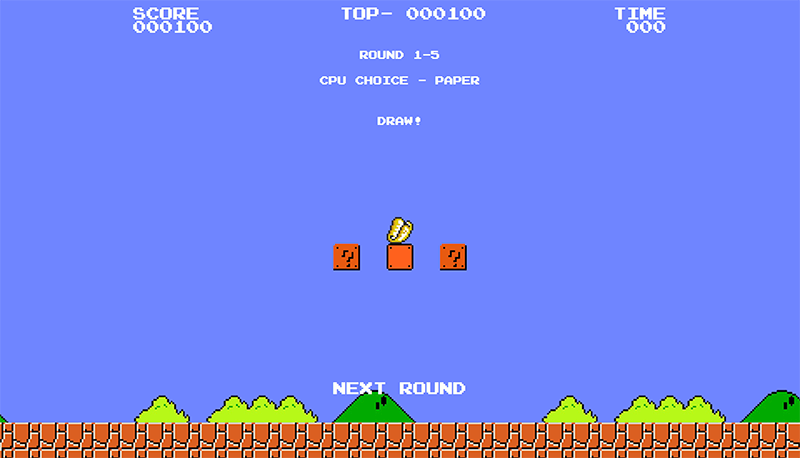 SCORE
000100
TOP- 000100
TIME
000
ROUND 1-5
CPU CHOICE - PAPER
DRAW!
? ?
NEXT ROUND